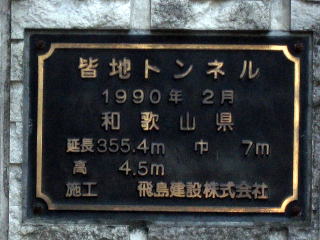 皆地トンネル
1990年 2月
和歌山県
延長355.4m 巾 7m
高 4.5m
施工 飛島建設株式会社